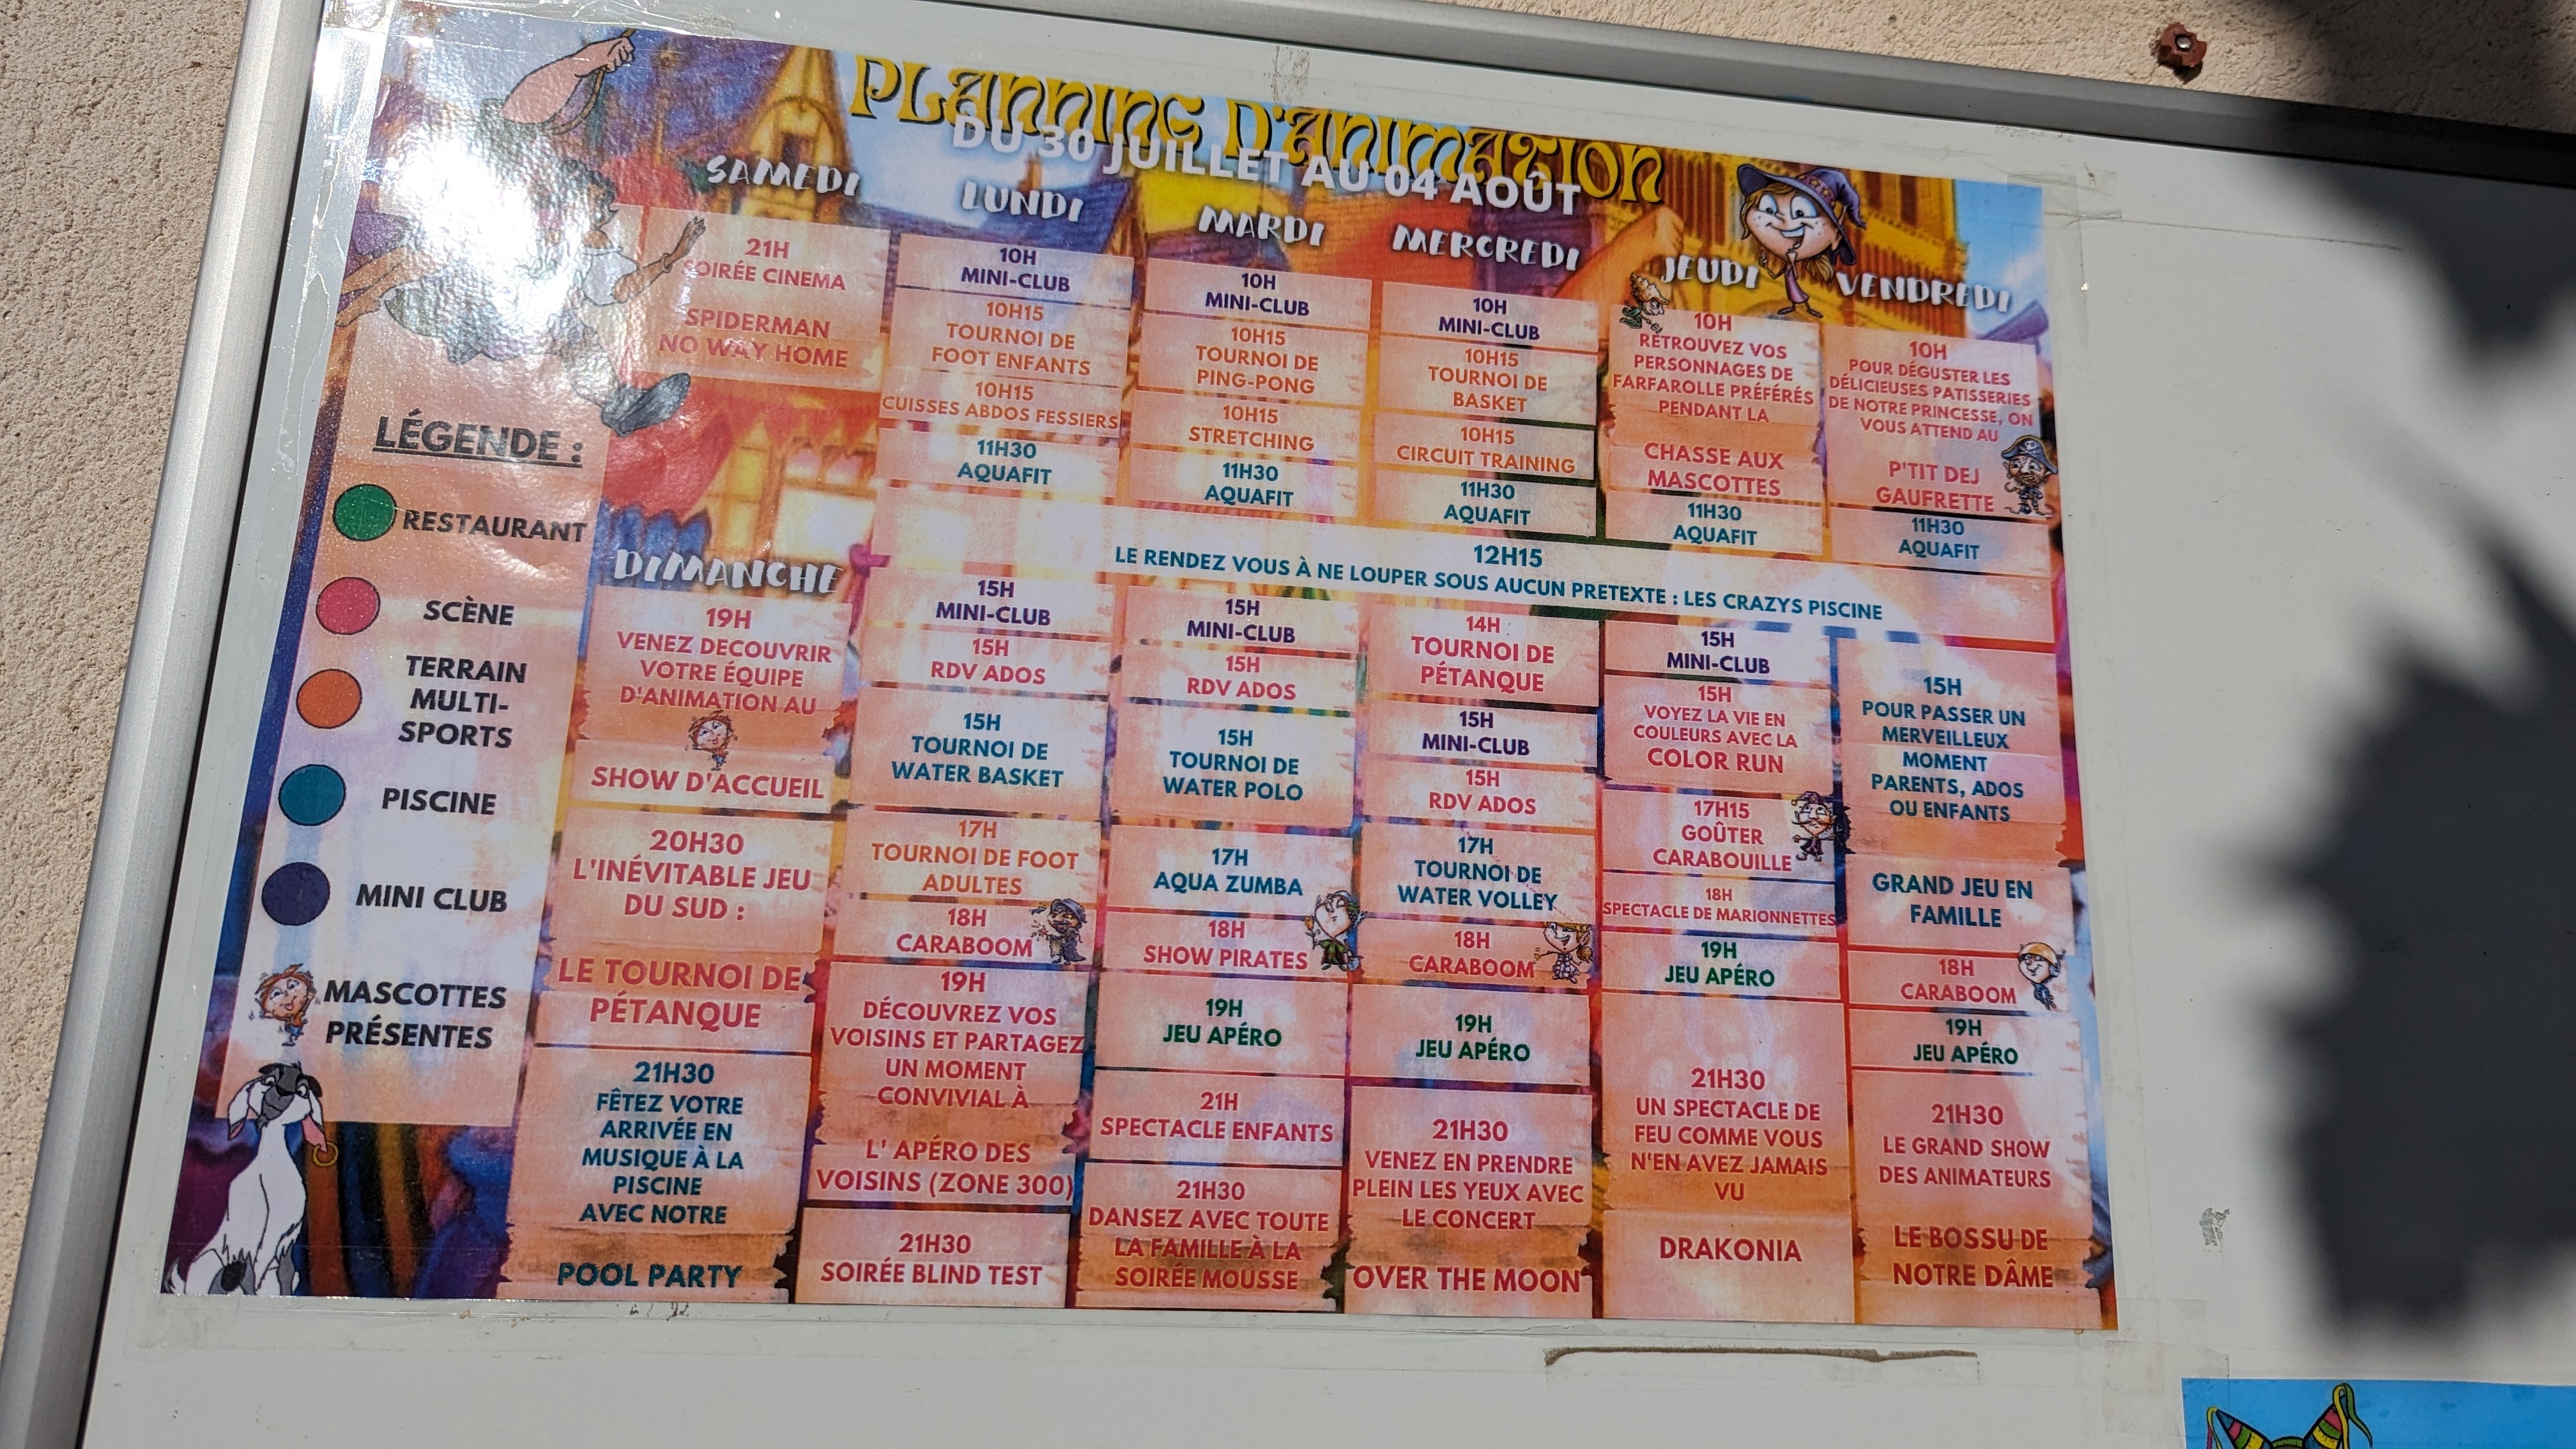 PLANNING D'ANIMATION
DU 30 JUILLET AU 04 AOÛT
LÉGENDE :
RESTAURANT
SCÈNE
TERRAIN
MULTI-
SPORTS
PISCINE
MINI CLUB
MASCOTTES
PRÉSENTES
SAMEDI
21H
SOIRÉE CINEMA
SPIDERMAN
NO WAY HOME
DIMANCHE
19H
VENEZ DECOUVRIR
VOTRE ÉQUIPE
D'ANIMATION AU
SHOW D'ACCUEIL
20H30
L'INÉVITABLE JEU
DU SUD :
LE TOURNOI DE
PÉTANQUE
21H30
FÊTEZ VOTRE
ARRIVÉE EN
MUSIQUE À LA
PISCINE
AVEC NOTRE
POOL PARTY
LUNDI
10H
MINI-CLUB
10H15
TOURNOI DE
FOOT ENFANTS
10H15
CUISSES ABDOS FESSIERS
11H30
AQUAFIT
MARDI
10H
MINI-CLUB
10H15
TOURNOI DE
PING-PONG
10H15
STRETCHING
11H30
AQUAFIT
MERCREDI
10H
MINI-CLUB
10H15
TOURNOI DE
BASKET
10H15
CIRCUIT TRAINING
11H30
AQUAFIT
JEUDI
10H
RETROUVEZ VOS
PERSONNAGES DE
FARFAROLLE PRÉFÉRÉS
PENDANT LA
CHASSE AUX
MASCOTTES
11H30
AQUAFIT
VENDREDI
10H
POUR DÉGUSTER LES
DÉLICIEUSES PATISSERIES
DE NOTRE PRINCESSE, ON
VOUS ATTEND AU
P'TIT DEJ
GAUFRETTE
11H30
AQUAFIT
12H15
LE RENDEZ VOUS À NE LOUPER SOUS AUCUN PRETEXTE : LES CRAZYS PISCINE
15H
MINI-CLUB
15H
RDV ADOS
15H
TOURNOI DE
WATER BASKET
17H
TOURNOI DE FOOT
ADULTES
18H
CARABOOM
19H
DÉCOUVREZ VOS
VOISINS ET PARTAGEZ
UN MOMENT
CONVIVIAL À
L' APÉRO DES
VOISINS (ZONE 300)
21H30
SOIRÉE BLIND TEST
15H
MINI-CLUB
15H
RDV ADOS
15H
TOURNOI DE
WATER POLO
17H
AQUA ZUMBA
18H
SHOW PIRATES
19H
JEU APÉRO
21H
SPECTACLE ENFANTS
21H30
DANSEZ AVEC TOUTE
LA FAMILLE À LA
SOIRÉE MOUSSE
14H
TOURNOI DE
PÉTANQUE
15H
MINI-CLUB
15H
RDV ADOS
17H
TOURNOI DE
WATER VOLLEY
18H
CARABOOM
19H
JEU APÉRO
21H30
VENEZ EN PRENDRE
PLEIN LES YEUX AVEC
LE CONCERT
OVER THE MOON
15H
MINI-CLUB
15H
VOYEZ LA VIE EN
COULEURS AVEC LA
COLOR RUN
17H15
GOÛTER
CARABOUILLE
18H
SPECTACLE DE MARIONNETTES
19H
JEU APÉRO
21H30
UN SPECTACLE DE
FEU COMME VOUS
N'EN AVEZ JAMAIS
VU
DRAKONIA
15H
POUR PASSER UN
MERVEILLEUX
MOMENT
PARENTS, ADOS
OU ENFANTS
GRAND JEU EN
FAMILLE
18H
CARABOOM
19H
JEU APÉRO
21H30
LE GRAND SHOW
DES ANIMATEURS
LE BOSSU DE
NOTRE DÂME